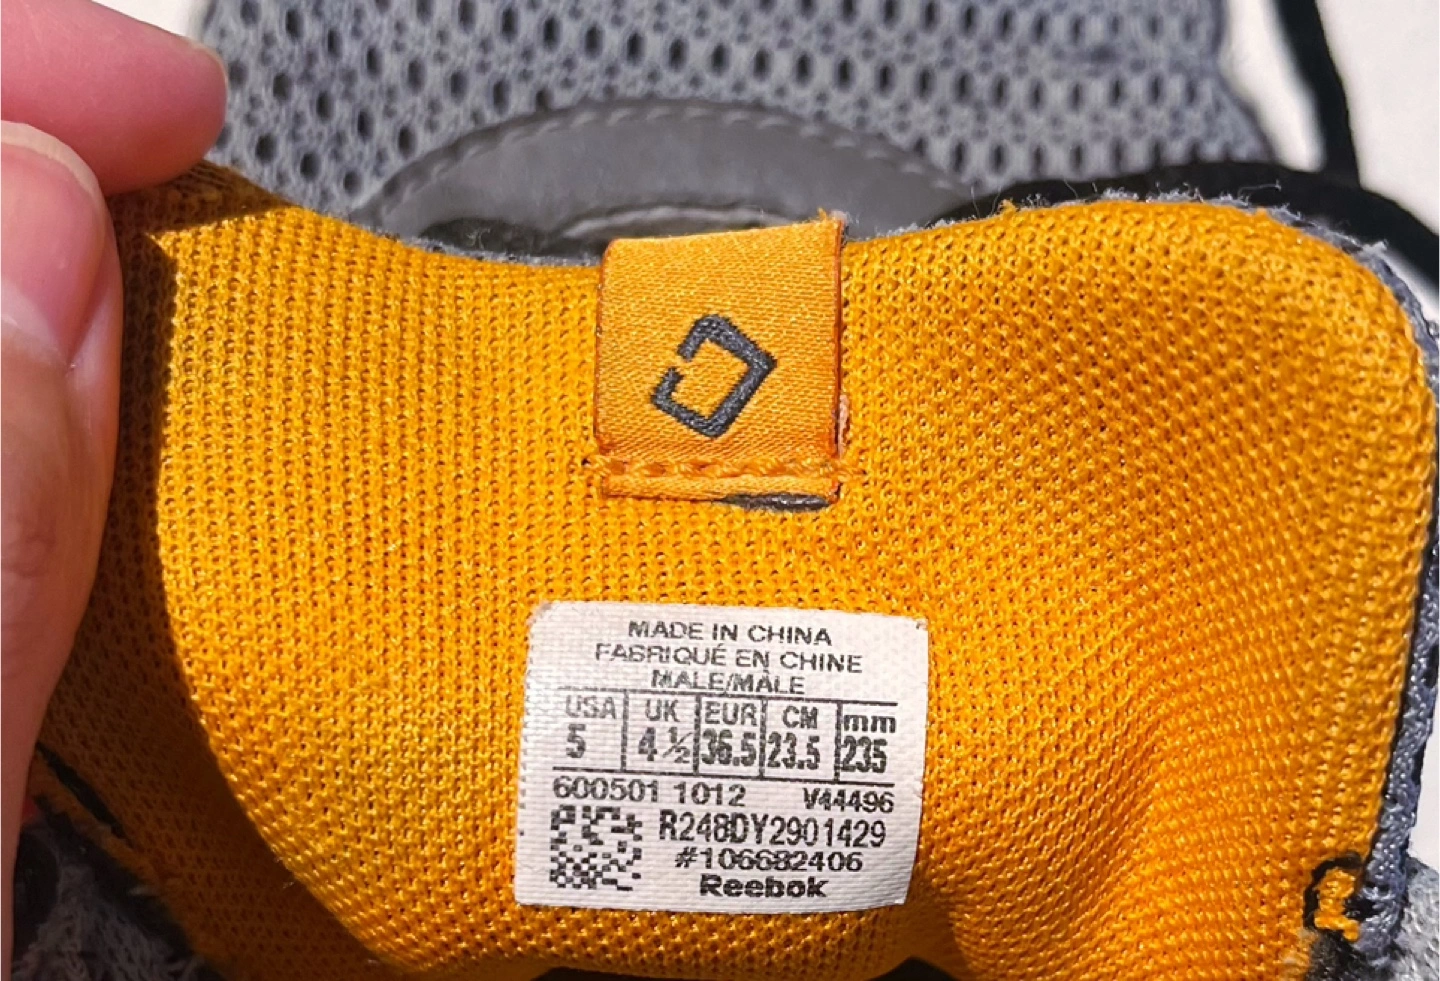 MADE IN CHINA
FABRIQUÉ EN CHINE
MALE/MÂLE
USA UK EUR CM mm
5 4 ½ 36.5 23.5 235
600501 1012 V44496
R248DY2901429
#106682406
Reebok